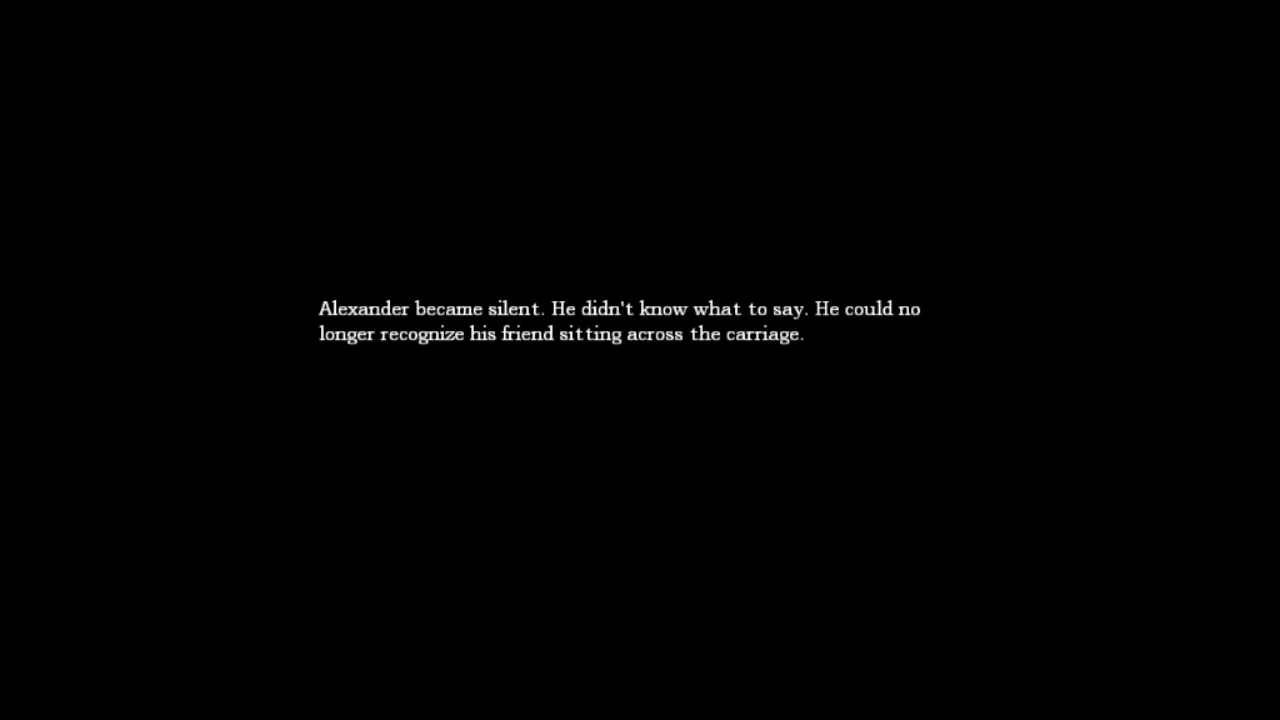 Alexander became silent. He didn't know what to say. He could no
longer recognize his friend sitting across the carriage.